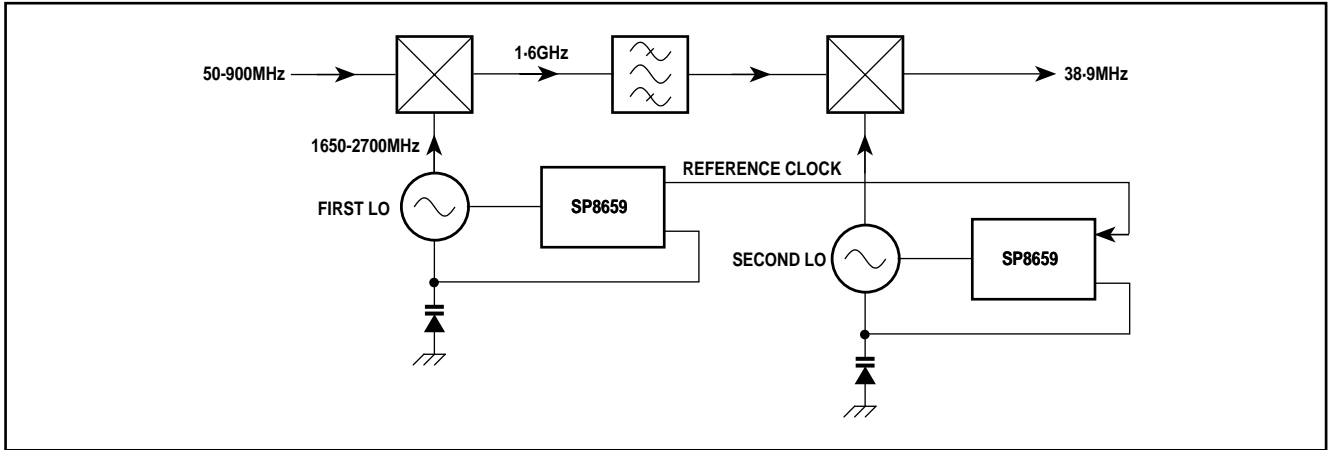 1·6GHz
50-900MHz
38·9MHz
1650-2700MHz
REFERENCE CLOCK
FIRST LO
SP8659
SECOND LO
SP8659